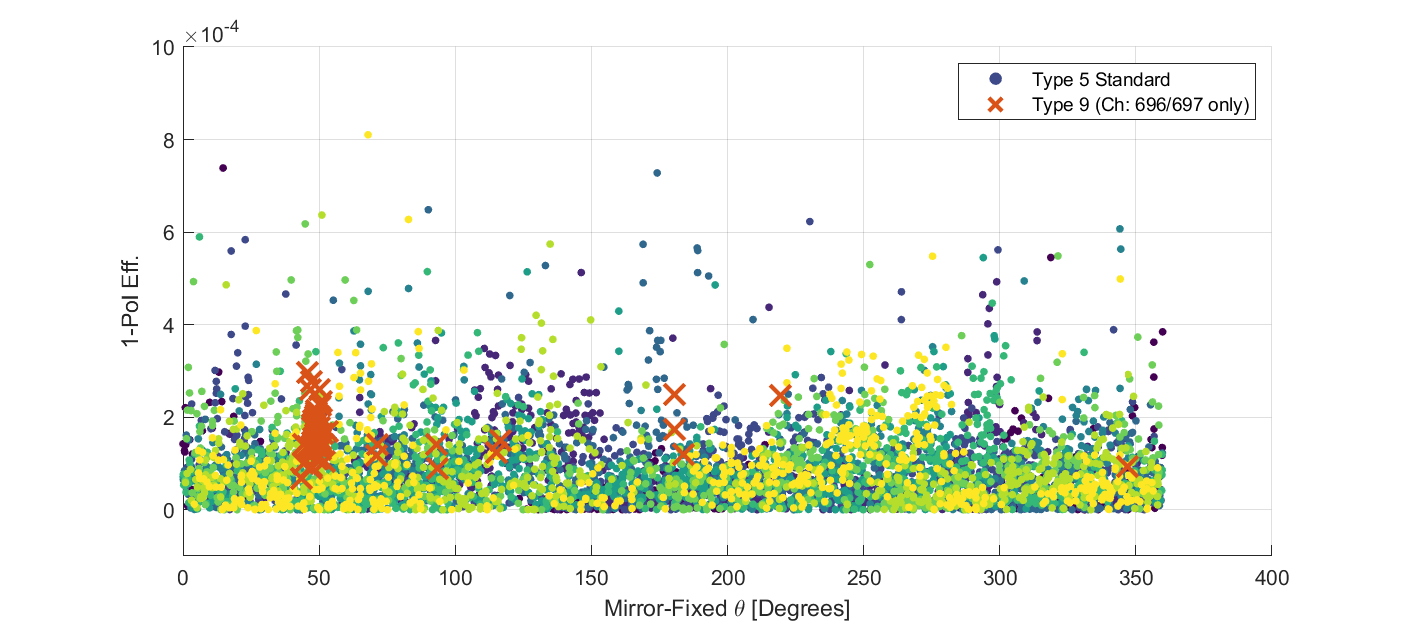 ×10-4
10
8
6
4
2
0
1-Pol Eff.
Type 5 Standard
Type 9 (Ch: 696/697 only)
0 50 100 150 200 250 300 350 400
Mirror-Fixed θ [Degrees]